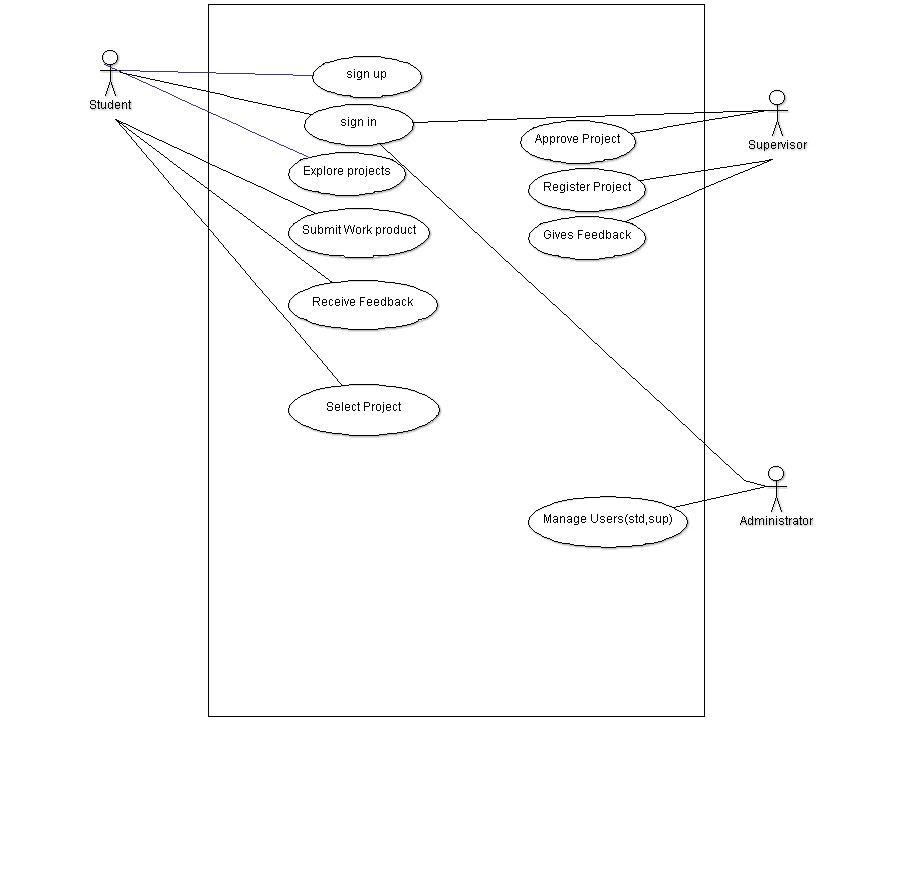 sign up
Student
sign in
Approve Project
Supervisor
Explore projects
Register Project
Submit Work product
Gives Feedback
Receive Feedback
Select Project
Manage Users(std,sup)
Administrator